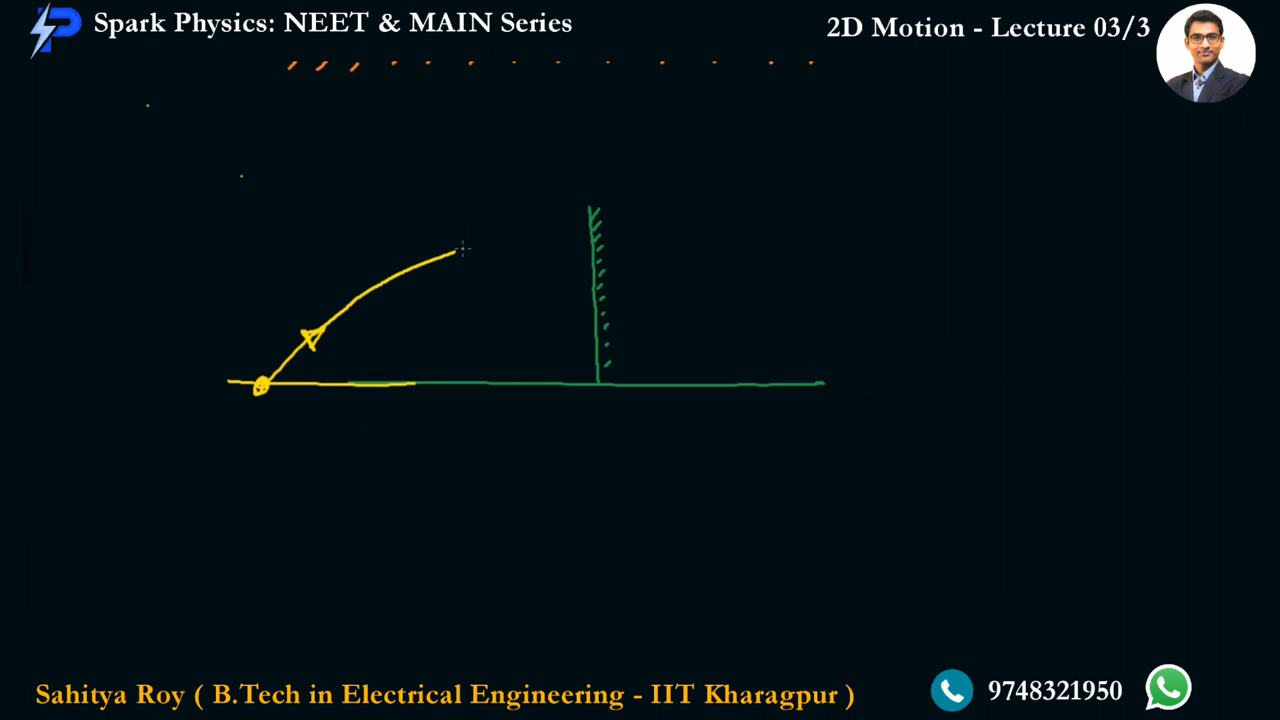 Spark Physics: NEET & MAIN Series
2D Motion - Lecture 03/3
Sahitya Roy ( B.Tech in Electrical Engineering - IIT Kharagpur )
9748321950